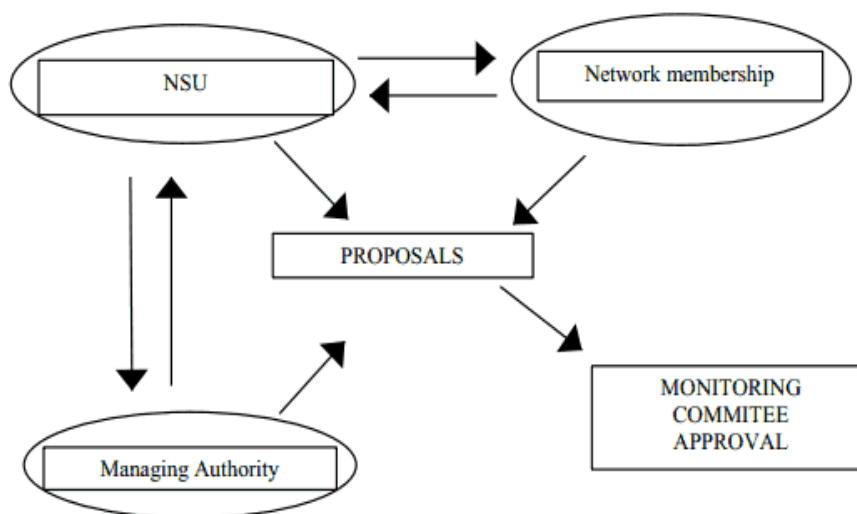 NSU
Network membership
PROPOSALS
MONITORING
COMMITEE
APPROVAL
Managing Authority